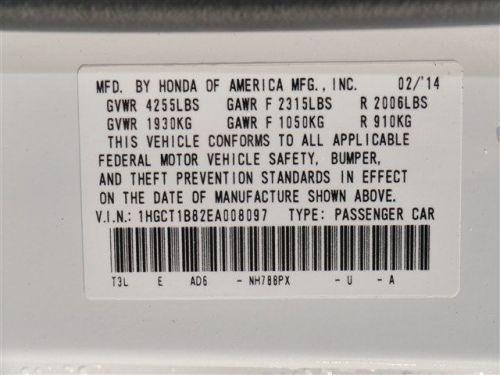 MFD. BY HONDA OF AMERICA MFG., INC. 02/'14
GVWR 4255LBS GAWR F 2315LBS R 2006LBS
GVWR 1930KG GAWR F 1050KG R 910KG
THIS VEHICLE CONFORMS TO ALL APPLICABLE
FEDERAL MOTOR VEHICLE SAFETY, BUMPER,
AND THEFT PREVENTION STANDARDS IN EFFECT
ON THE DATE OF MANUFACTURE SHOWN ABOVE.
V.I.N.: 1HGCT1B82EA008097 TYPE: PASSENGER CAR
T3L E AD6 - NH788PX - U - A